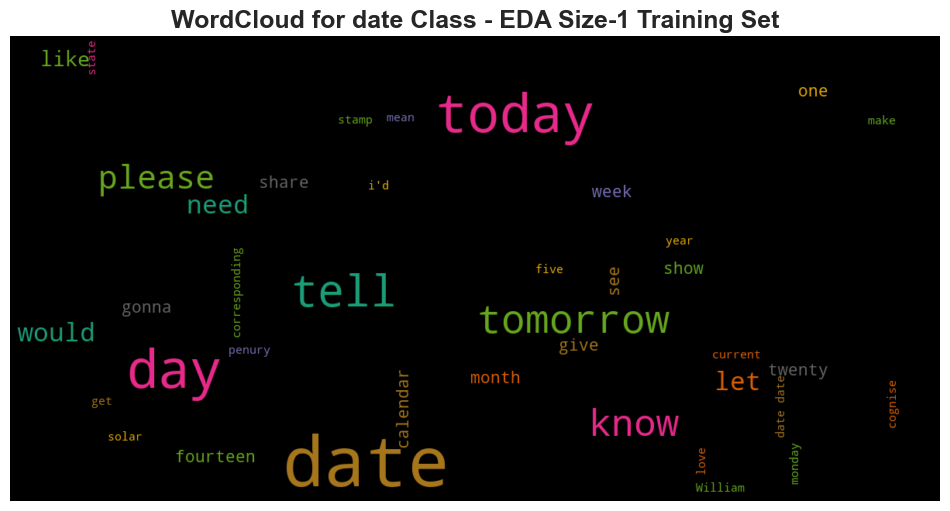 WordCloud for date Class - EDA Size-1 Training Set
like
state
today
one
stamp
mean
make
please
share
i'd
need
week
year
corresponding
five
see
show
tell
gonna
tomorrow
would
penury
give
current
day
month
let
twenty
get
calendar
date date
cognise
know
solar
fourteen
date
love
monday
William